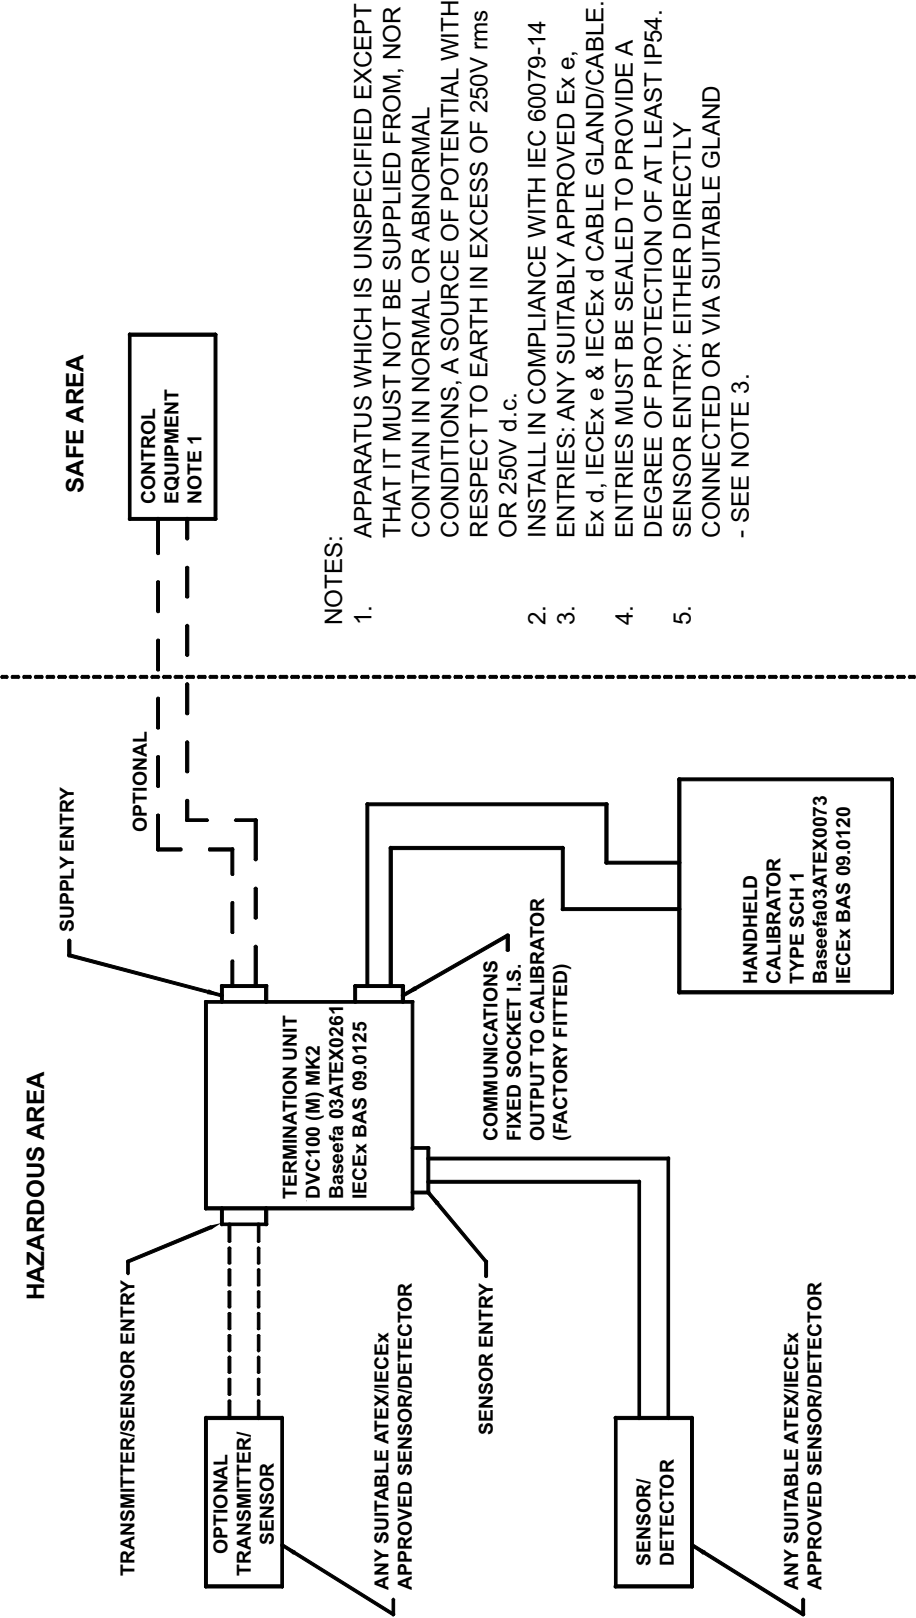 HAZARDOUS AREA
SAFE AREA
TRANSMITTER/SENSOR ENTRY
SUPPLY ENTRY
OPTIONAL
CONTROL
EQUIPMENT
NOTE 1
OPTIONAL
TRANSMITTER/
SENSOR
TERMINATION UNIT
DVC100 (M) MK2
Baseefa 03ATEX0261
IECEx BAS 09.0125
ANY SUITABLE ATEX/IECEx
APPROVED SENSOR/DETECTOR
SENSOR ENTRY
COMMUNICATIONS
FIXED SOCKET I.S.
OUTPUT TO CALIBRATOR
(FACTORY FITTED)
SENSOR/
DETECTOR
HANDHELD
CALIBRATOR
TYPE SCH 1
Baseefa03ATEX0073
IECEx BAS 09.0120
ANY SUITABLE ATEX/IECEx
APPROVED SENSOR/DETECTOR
NOTES:
1. APPARATUS WHICH IS UNSPECIFIED EXCEPT
THAT IT MUST NOT BE SUPPLIED FROM, NOR
CONTAIN IN NORMAL OR ABNORMAL
CONDITIONS, A SOURCE OF POTENTIAL WITH
RESPECT TO EARTH IN EXCESS OF 250V rms
OR 250V d.c.
2. INSTALL IN COMPLIANCE WITH IEC 60079-14
3. ENTRIES: ANY SUITABLY APPROVED Ex e,
Ex d, IECEx e & IECEx d CABLE GLAND/CABLE.
4. ENTRIES MUST BE SEALED TO PROVIDE A
DEGREE OF PROTECTION OF AT LEAST IP54.
5. SENSOR ENTRY: EITHER DIRECTLY
CONNECTED OR VIA SUITABLE GLAND
- SEE NOTE 3.